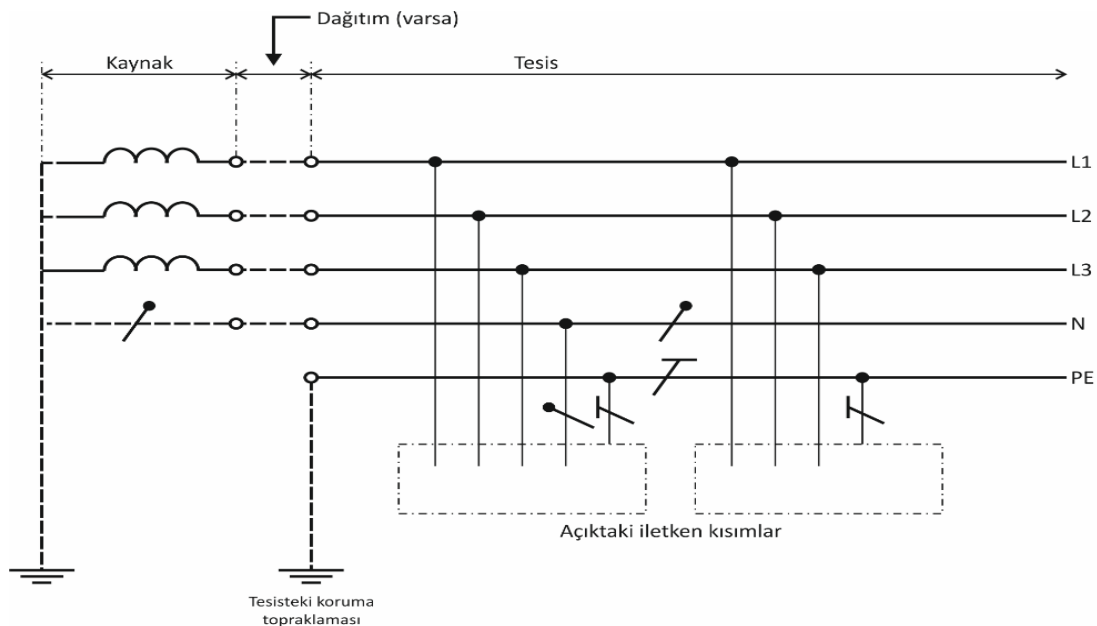 Dağıtım (varsa)
Kaynak
Tesis
L1
L2
L3
N
PE
Açıktaki iletken kısımlar
Tesisteki koruma
topraklaması